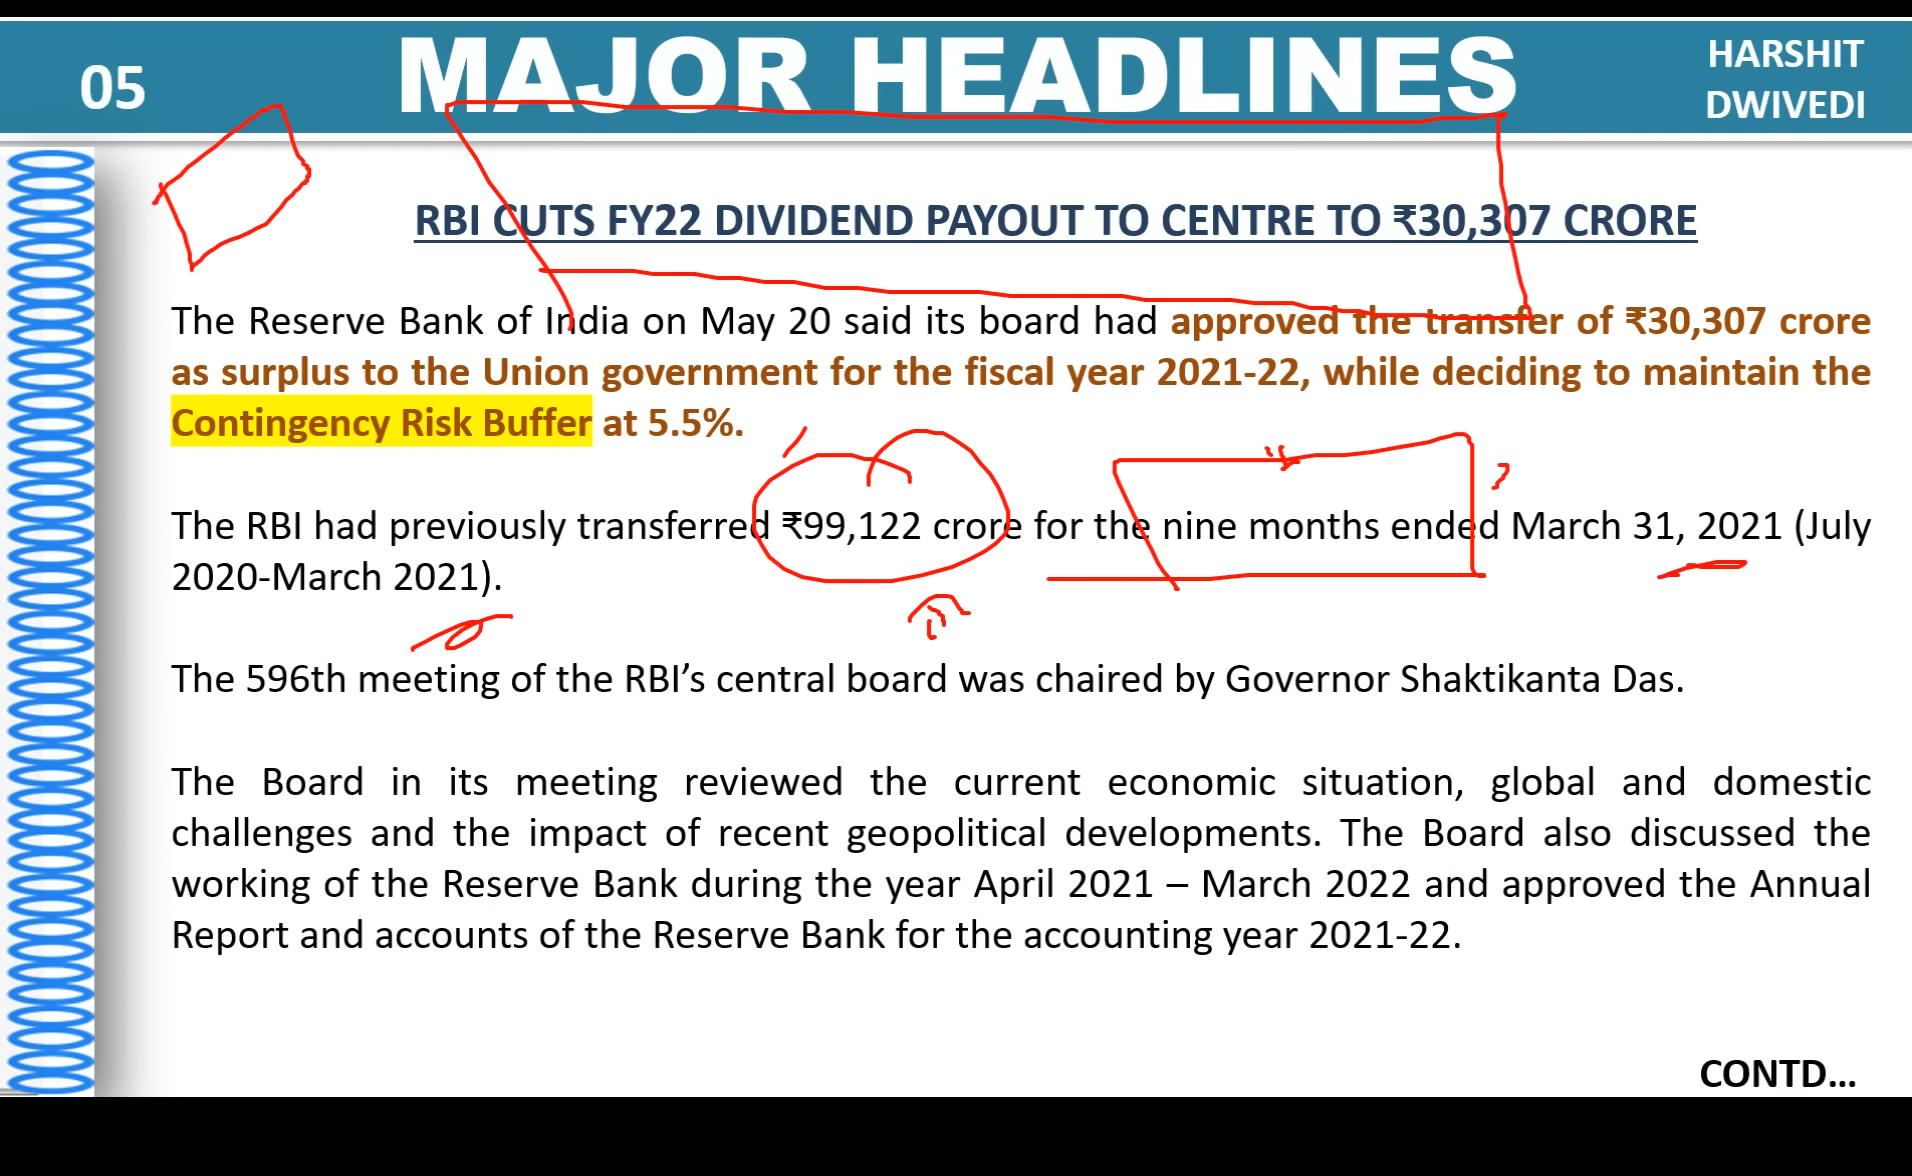 05
MAJOR HEADLINES
HARSHIT
DWIVEDI
RBI CUTS FY22 DIVIDEND PAYOUT TO CENTRE TO ₹30,307 CRORE
The Reserve Bank of India on May 20 said its board had approved the transfer of ₹30,307 crore
as surplus to the Union government for the fiscal year 2021-22, while deciding to maintain the
Contingency Risk Buffer at 5.5%.
The RBI had previously transferred ₹99,122 crore for the nine months ended March 31, 2021 (July
2020-March 2021).
The 596th meeting of the RBI’s central board was chaired by Governor Shaktikanta Das.
The Board in its meeting reviewed the current economic situation, global and domestic
challenges and the impact of recent geopolitical developments. The Board also discussed the
working of the Reserve Bank during the year April 2021 – March 2022 and approved the Annual
Report and accounts of the Reserve Bank for the accounting year 2021-22.
CONTD...